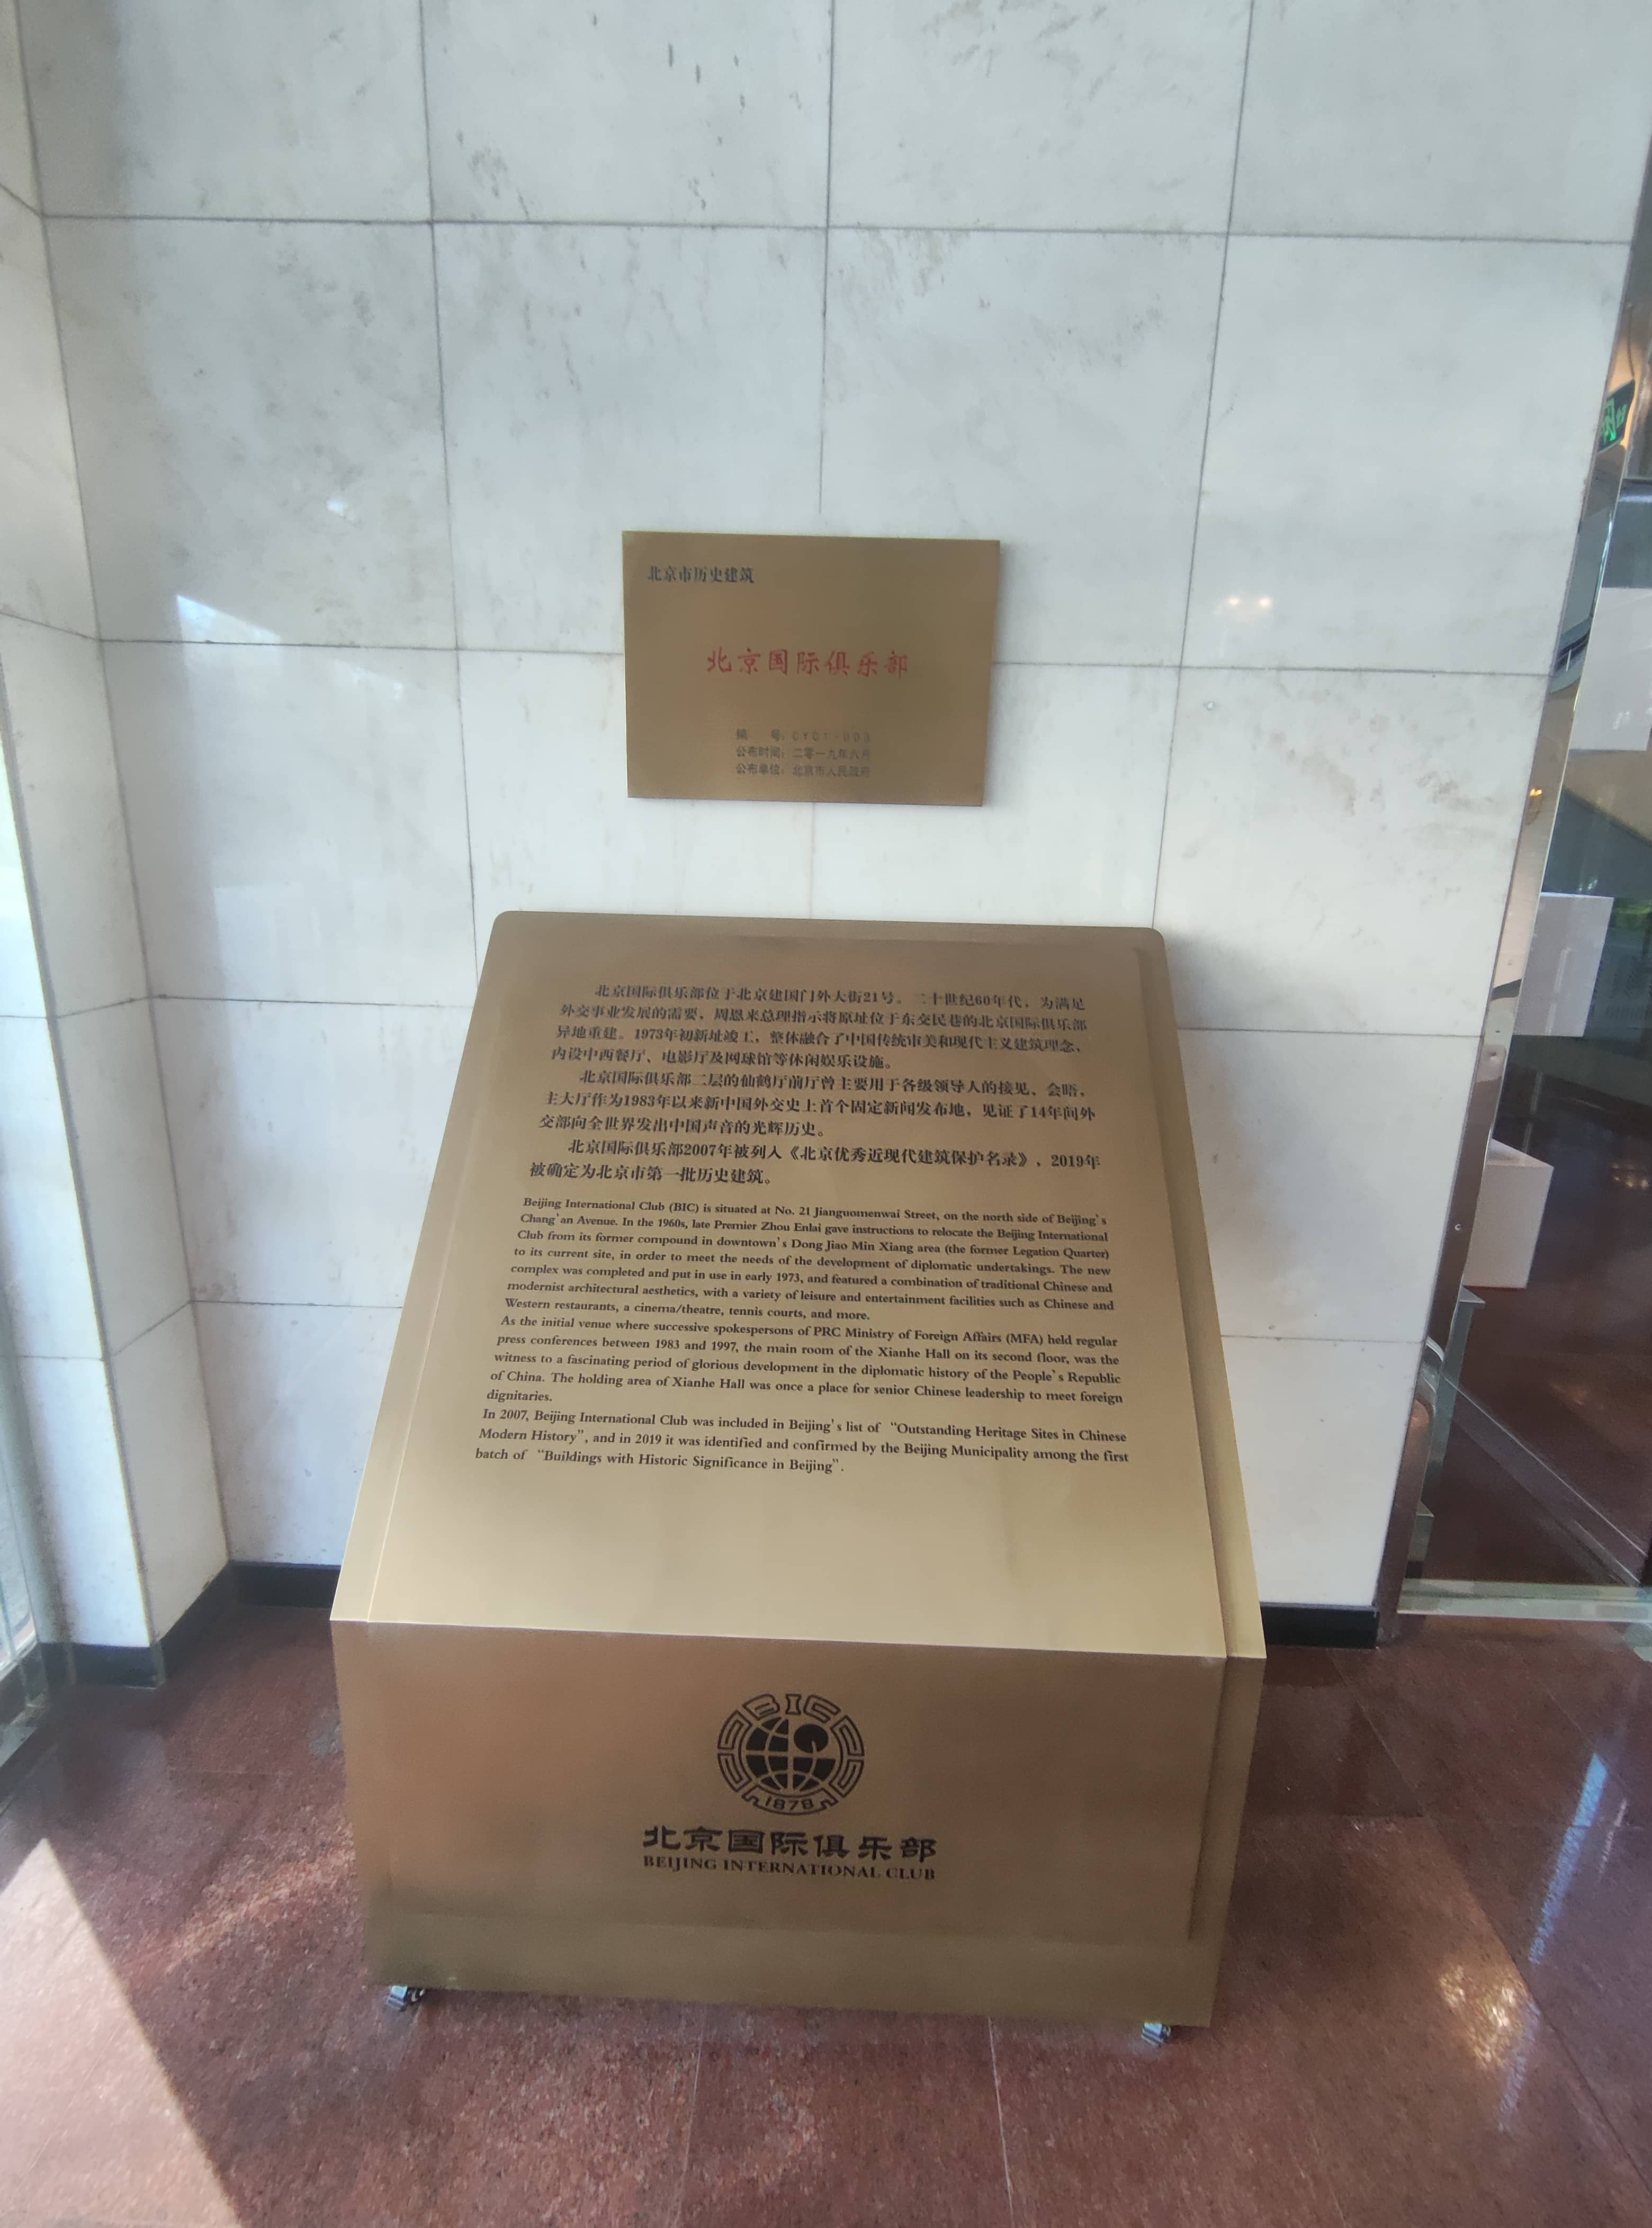 北京市历史建筑
北京国际俱乐部
编 号：CY01-003
公布时间：二零一九年八月
公布单位：北京市人民政府
北京国际俱乐部位于北京建国门外大街21号。二十世纪60年代，为满足
外交事业发展的需要，周恩来总理指示将原址位于东交民巷的北京国际俱乐部
异地重建。1973年初新址竣工，整体融合了中国传统审美和现代主义建筑理念，
内设中西餐厅、电影厅及网球馆等休闲娱乐设施。
北京国际俱乐部二层的仙鹤厅前厅曾主要用于各级领导人的接见、会晤，
主大厅作为1983年以来新中国外交史上首个固定新闻发布地，见证了14年间外
交部向全世界发出中国声音的光辉历史。
北京国际俱乐部2007年被列入《北京优秀近现代建筑保护名录》，2019年
被确定为北京市第一批历史建筑。
Beijing International Club (BIC) is situated at No. 21 Jianguomenwai Street, on the north side of Beijing's
Chang'an Avenue. In the 1960s, late Premier Zhou Enlai gave instructions to relocate the Beijing International
Club from its former compound in downtown's Dong Jiao Min Xiang area (the former Legation Quarter)
to its current site, in order to meet the needs of the development of diplomatic undertakings. The new
complex was completed and put in use in early 1973, and featured a combination of traditional Chinese and
modernist architectural aesthetics, with a variety of leisure and entertainment facilities such as Chinese and
Western restaurants, a cinema/theatre, tennis courts, and more.
As the initial venue where successive spokespersons of PRC Ministry of Foreign Affairs (MFA) held regular
press conferences between 1983 and 1997, the main room of the Xianhe Hall on its second floor, was the
witness to a fascinating period of glorious development in the diplomatic history of the People's Republic
of China. The holding area of Xianhe Hall was once a place for senior Chinese leadership to meet foreign
dignitaries.
In 2007, Beijing International Club was included in Beijing's list of “Outstanding Heritage Sites in Chinese
Modern History”, and in 2019 it was identified and confirmed by the Beijing Municipality among the first
batch of “Buildings with Historic Significance in Beijing”.
BIC
1878
北京国际俱乐部
BEIJING INTERNATIONAL CLUB